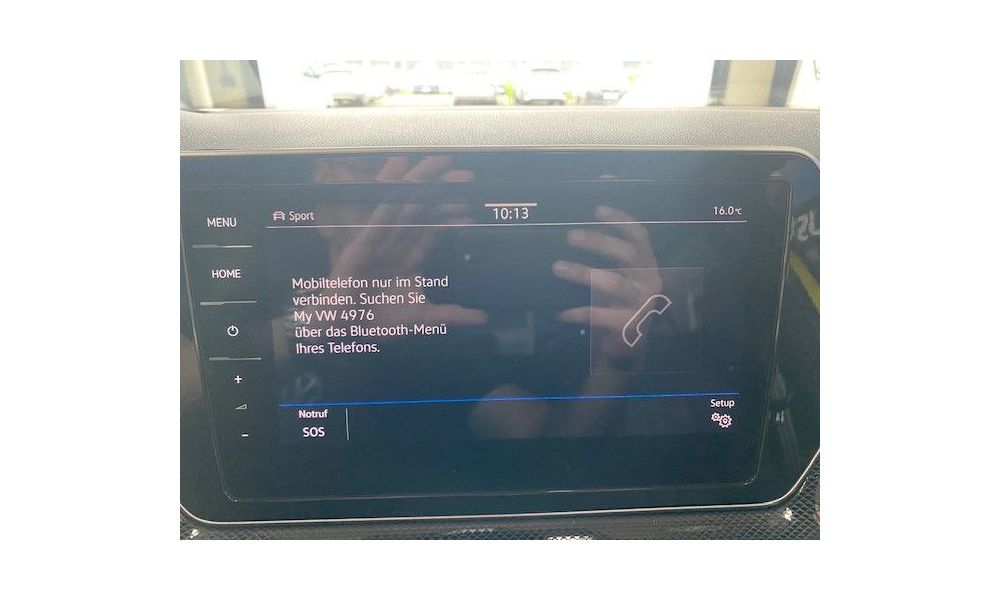 Sport
10:13
16.0°C
MENU
HOME
Mobiltelefon nur im Stand
verbinden. Suchen Sie
My VW 4976
über das Bluetooth-Menü
Ihres Telefons.
+
-
Notruf
SOS
Setup